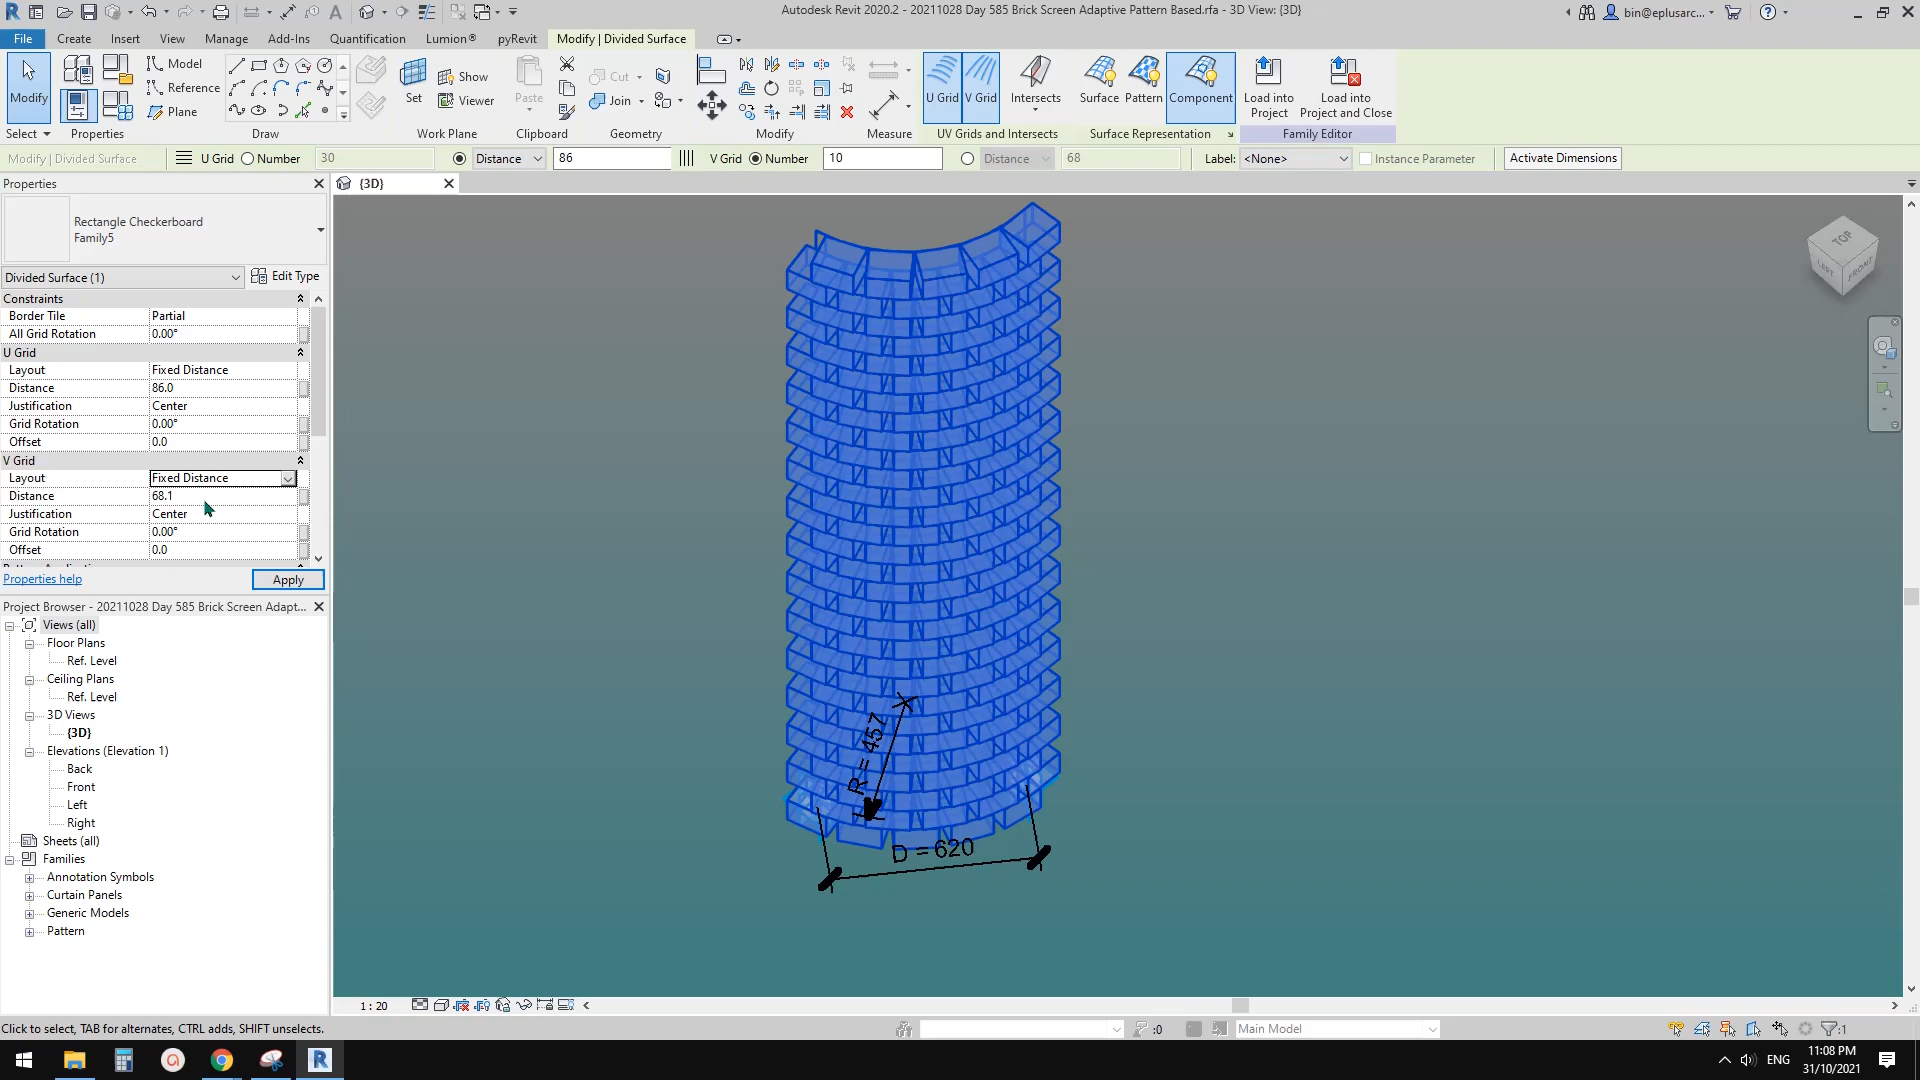 Autodesk Revit 2020.2 - 20211028 Day 585 Brick Screen Adaptive Pattern Based.rfa - 3D View: {3D}
bin@eplusarc...
File Create Insert View Manage Add-Ins Quantification Lumion® pyRevit Modify | Divided Surface
Modify
Model
Reference
Plane
Set
Show
Viewer
Paste
Cut
Join
U Grid V Grid Intersects
Surface Pattern Component
Load into Project
Load into Project and Close
Select Properties Draw Work Plane Clipboard Geometry Modify Measure UV Grids and Intersects Surface Representation Family Editor
Modify | Divided Surface U Grid Number 30 Distance 86 V Grid Number 10 Distance 68 Label: <None> Instance Parameter Activate Dimensions
Properties
{3D}
Rectangle Checkerboard
Family5
Divided Surface (1) Edit Type
Constraints
Border Tile Partial
All Grid Rotation 0.00°
U Grid
Layout Fixed Distance
Distance 86.0
Justification Center
Grid Rotation 0.00°
Offset 0.0
V Grid
Layout Fixed Distance
Distance 68.1
Justification Center
Grid Rotation 0.00°
Offset 0.0
Properties help Apply
Project Browser - 20211028 Day 585 Brick Screen Adapt...
Views (all)
Floor Plans
Ref. Level
Ceiling Plans
Ref. Level
3D Views
{3D}
Elevations (Elevation 1)
Back
Front
Left
Right
Sheets (all)
Families
Annotation Symbols
Curtain Panels
Generic Models
Pattern
TOP
LEFT FRONT
R = 457
D = 620
1 : 20
Click to select, TAB for alternates, CTRL adds, SHIFT unselects.
:0
Main Model
:1
ENG
11:08 PM
31/10/2021